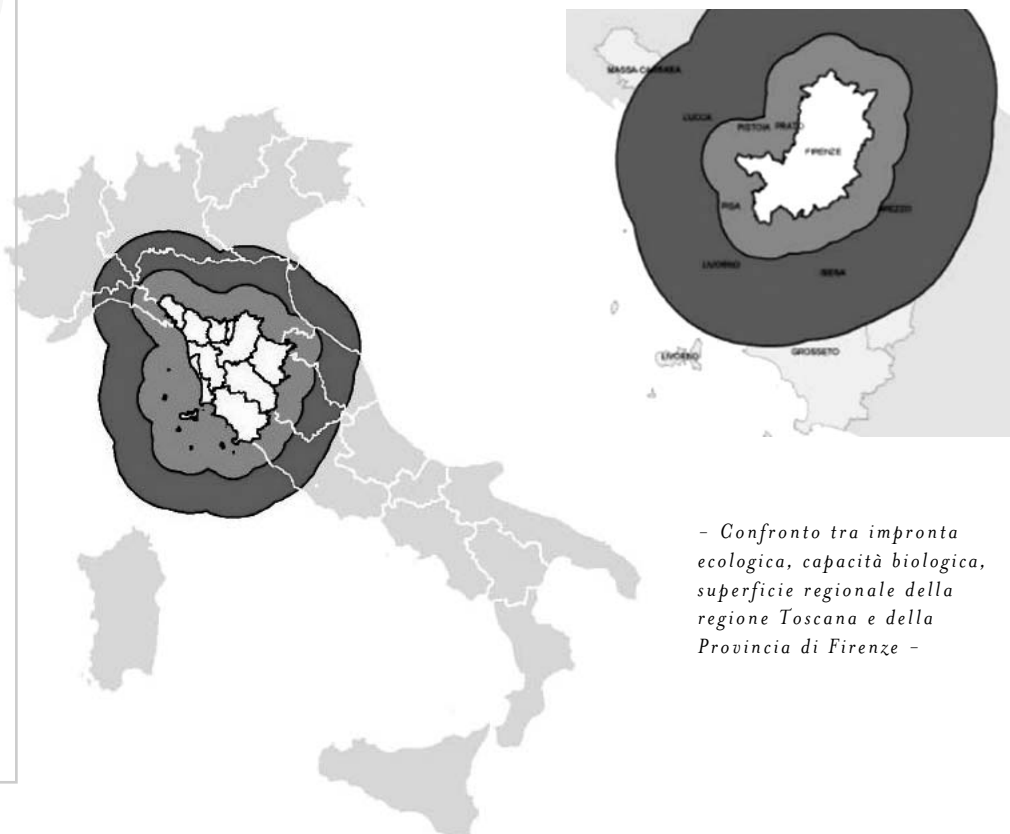 MASSA-CARRARA
LUCCA
PISTOIA PRATO
FIRENZE
PISA
AREZZO
LIVORNO
SIENA
LIVORNO
GROSSETO
– Confronto tra impronta
ecologica, capacità biologica,
superficie regionale della
regione Toscana e della
Provincia di Firenze –